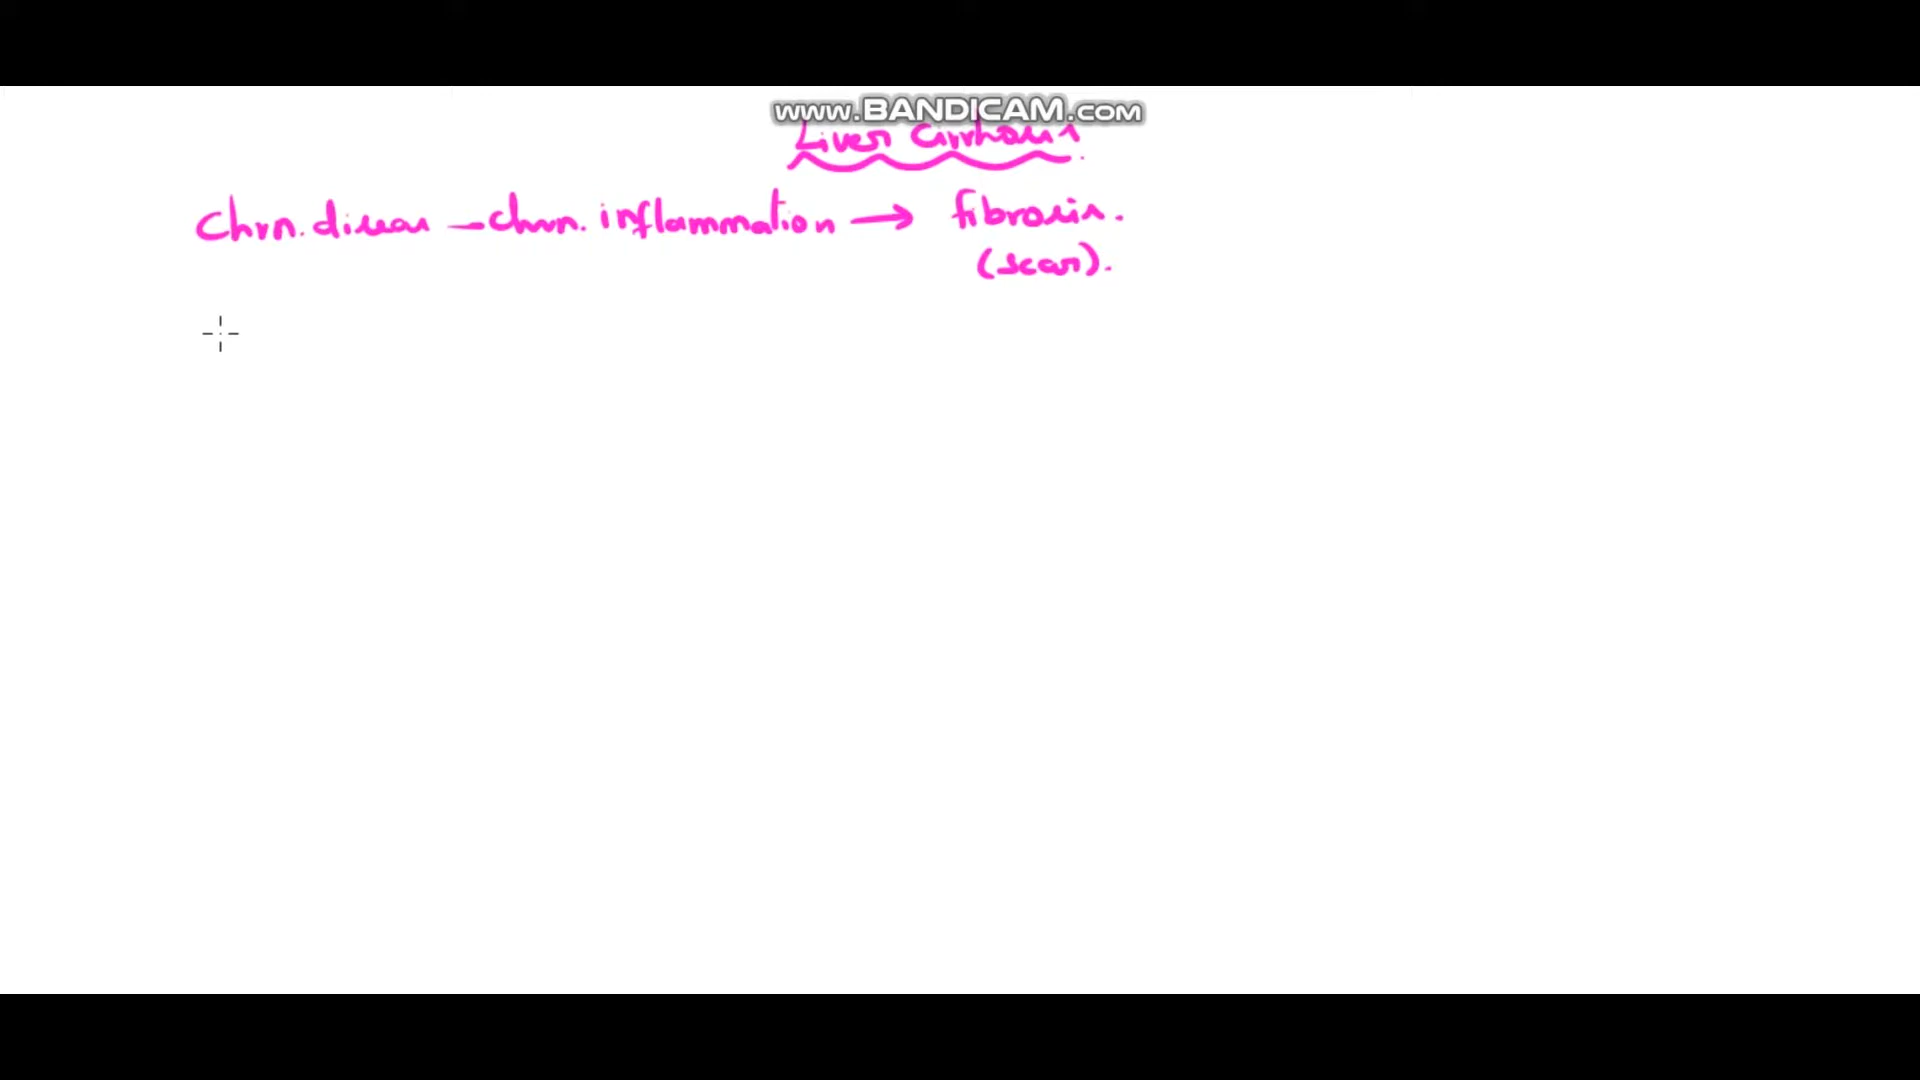 www.BANDICAM.com
Liver Cirrhosis
Chrn. disease – chrn. inflammation → fibrosis.
(scar).